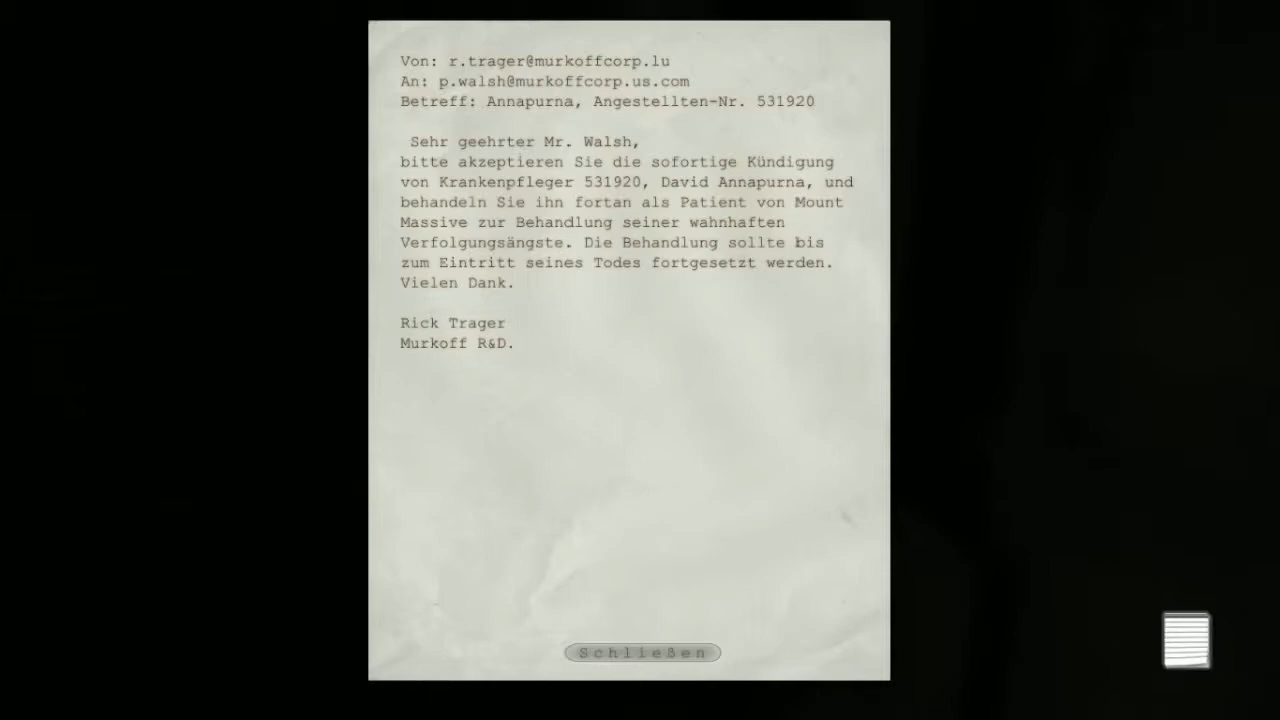 Von: r.trager@murkoffcorp.lu
An: p.walsh@murkoffcorp.us.com
Betreff: Annapurna, Angestellten-Nr. 531920
Sehr geehrter Mr. Walsh,
bitte akzeptieren Sie die sofortige Kündigung
von Krankenpfleger 531920, David Annapurna, und
behandeln Sie ihn fortan als Patient von Mount
Massive zur Behandlung seiner wahnhaften
Verfolgungsängste. Die Behandlung sollte bis
zum Eintritt seines Todes fortgesetzt werden.
Vielen Dank.
Rick Trager
Murkoff R&D.
Schließen